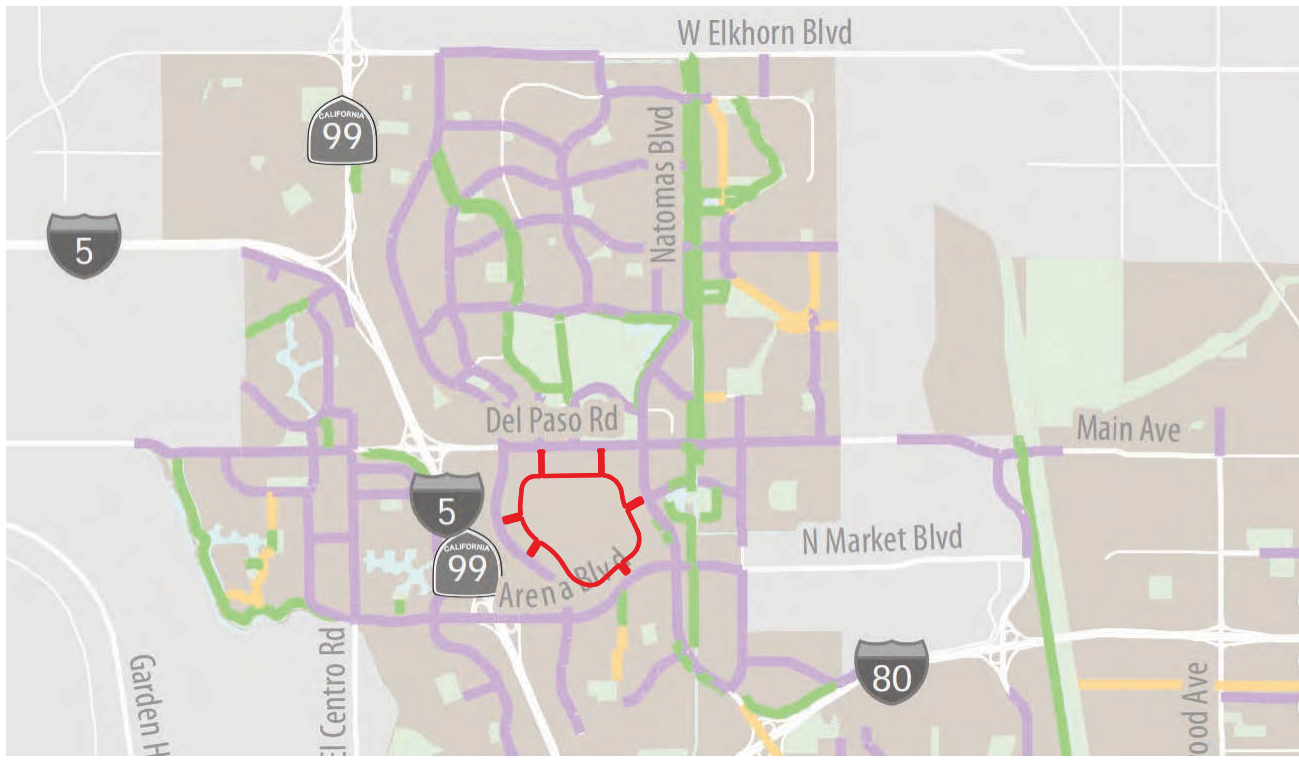 W Elkhorn Blvd
CALIFORNIA
99
Natomas Blvd
5
Del Paso Rd
Main Ave
5
N Market Blvd
CALIFORNIA
99
Arena Blvd
El Centro Rd
Garden H
80
ood Ave